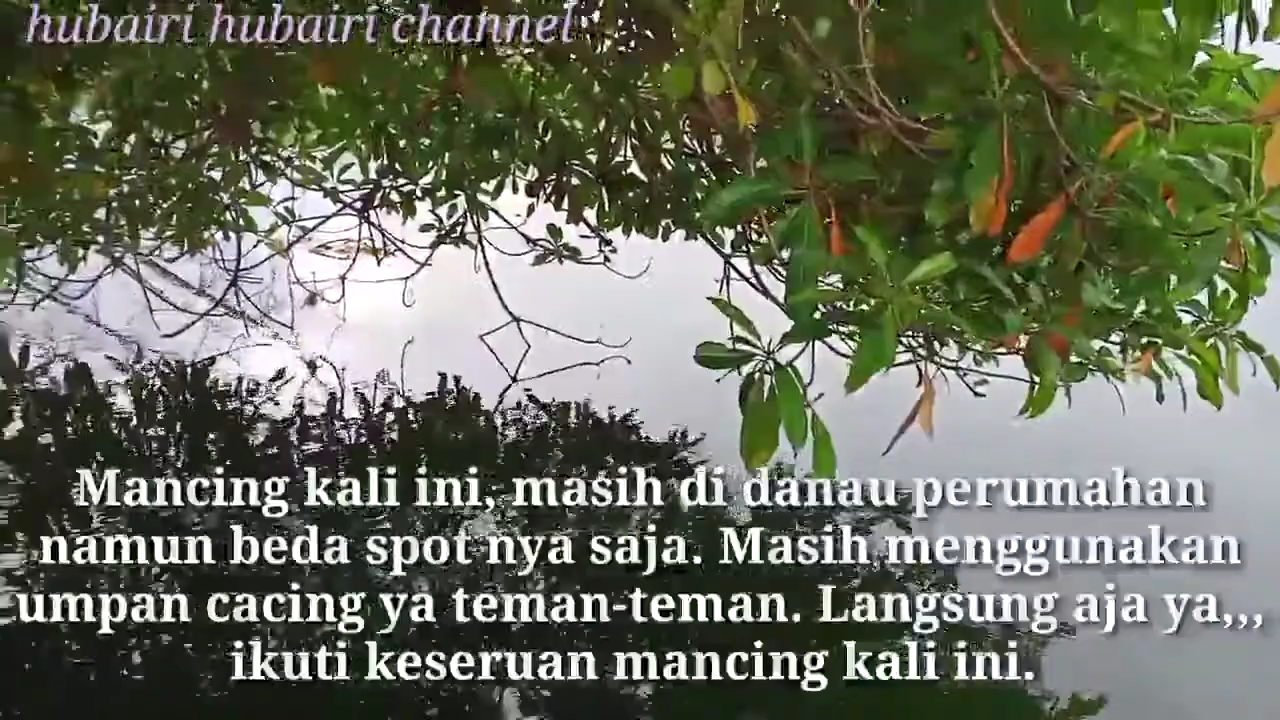 hubairi hubairi channel
Mancing kali ini, masih di danau perumahan
namun beda spot nya saja. Masih menggunakan
umpan cacing ya teman-teman. Langsung aja ya,,,
ikuti keseruan mancing kali ini.